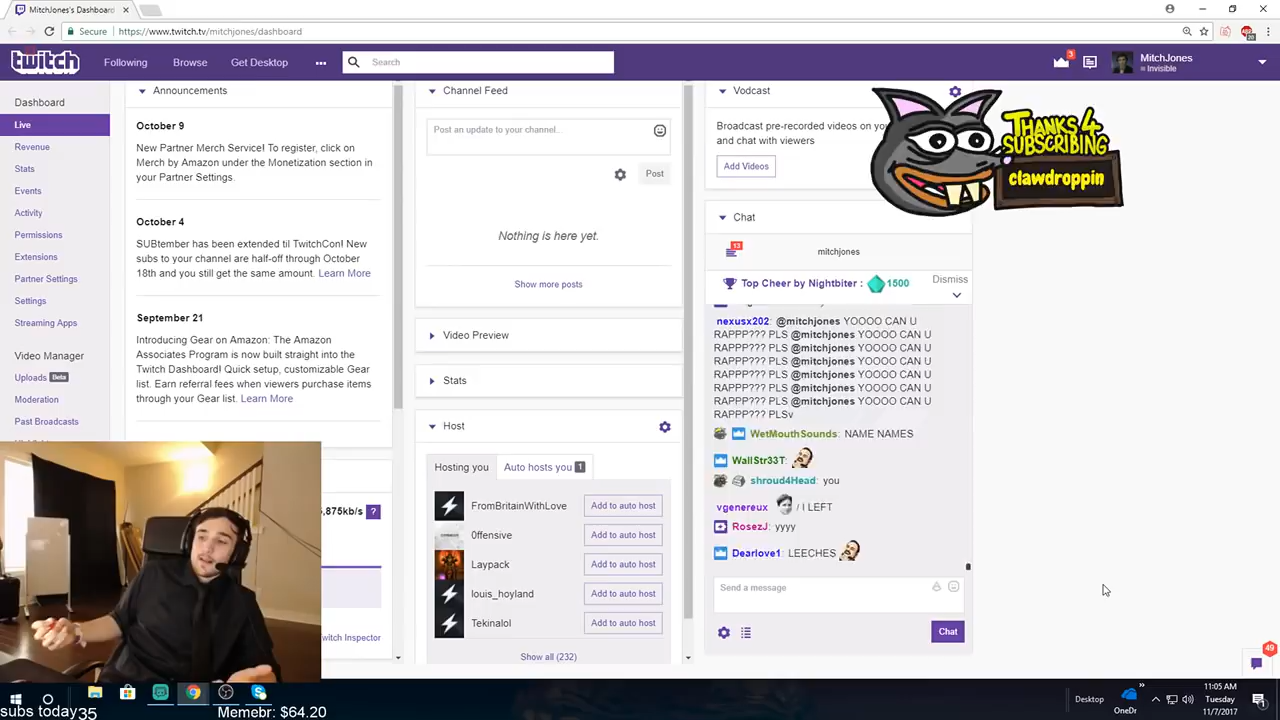 MitchJones's Dashboard
Secure
https://www.twitch.tv/mitchjones/dashboard
twitch
Following
Browse
Get Desktop
Search
3
MitchJones
Invisible
Dashboard
Live
Revenue
Stats
Events
Activity
Permissions
Extensions
Partner Settings
Settings
Streaming Apps
Video Manager
Uploads Beta
Moderation
Past Broadcasts
Announcements
October 9
New Partner Merch Service! To register, click on
Merch by Amazon under the Monetization section in
your Partner Settings.
October 4
SUBtember has been extended til TwitchCon! New
subs to your channel are half-off through October
18th and you still get the same amount. Learn More
September 21
Introducing Gear on Amazon: The Amazon
Associates Program is now built straight into the
Twitch Dashboard! Quick setup, customizable Gear
list. Earn referral fees when viewers purchase items
through your Gear list. Learn More
,875kb/s ?
witch Inspector
Channel Feed
Post an update to your channel...
Post
Nothing is here yet.
Show more posts
Video Preview
Stats
Host
Hosting you
Auto hosts you 1
FromBritainWithLove Add to auto host
0ffensive Add to auto host
Laypack Add to auto host
louis_hoyland Add to auto host
Tekinalol Add to auto host
Show all (232)
Vodcast
Broadcast pre-recorded videos on yo
and chat with viewers
Add Videos
THANKS 4
SUBSCRIBING
clawdroppin
Chat
13
mitchjones
Top Cheer by Nightbiter : 1500
Dismiss
nexusx202: @mitchjones YOOOO CAN U
RAPPP??? PLS @mitchjones YOOOO CAN U
RAPPP??? PLS @mitchjones YOOOO CAN U
RAPPP??? PLS @mitchjones YOOOO CAN U
RAPPP??? PLS @mitchjones YOOOO CAN U
RAPPP??? PLS @mitchjones YOOOO CAN U
RAPPP??? PLS @mitchjones YOOOO CAN U
RAPPP??? PLSv
WetMouthSounds: NAME NAMES
WallStr33T:
shroud4Head: you
vgenereux / I LEFT
RosezJ: yyyy
Dearlove1: LEECHES
Send a message
Chat
49
subs today35
Memebr: $64.20
Desktop
OneDr
11:05 AM
Tuesday
11/7/2017